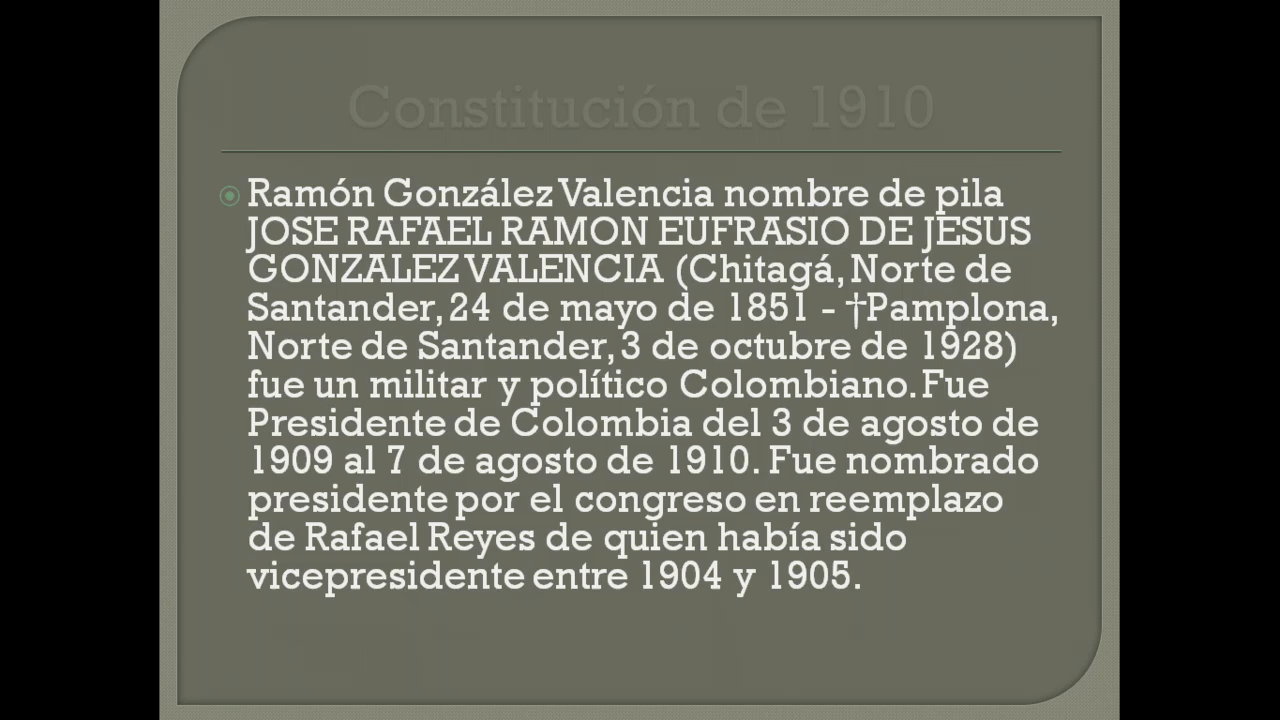 Constitución de 1910
Ramón González Valencia nombre de pila
JOSE RAFAEL RAMON EUFRASIO DE JESUS
GONZALEZ VALENCIA (Chitagá, Norte de
Santander, 24 de mayo de 1851 - †Pamplona,
Norte de Santander, 3 de octubre de 1928)
fue un militar y político Colombiano. Fue
Presidente de Colombia del 3 de agosto de
1909 al 7 de agosto de 1910. Fue nombrado
presidente por el congreso en reemplazo
de Rafael Reyes de quien había sido
vicepresidente entre 1904 y 1905.